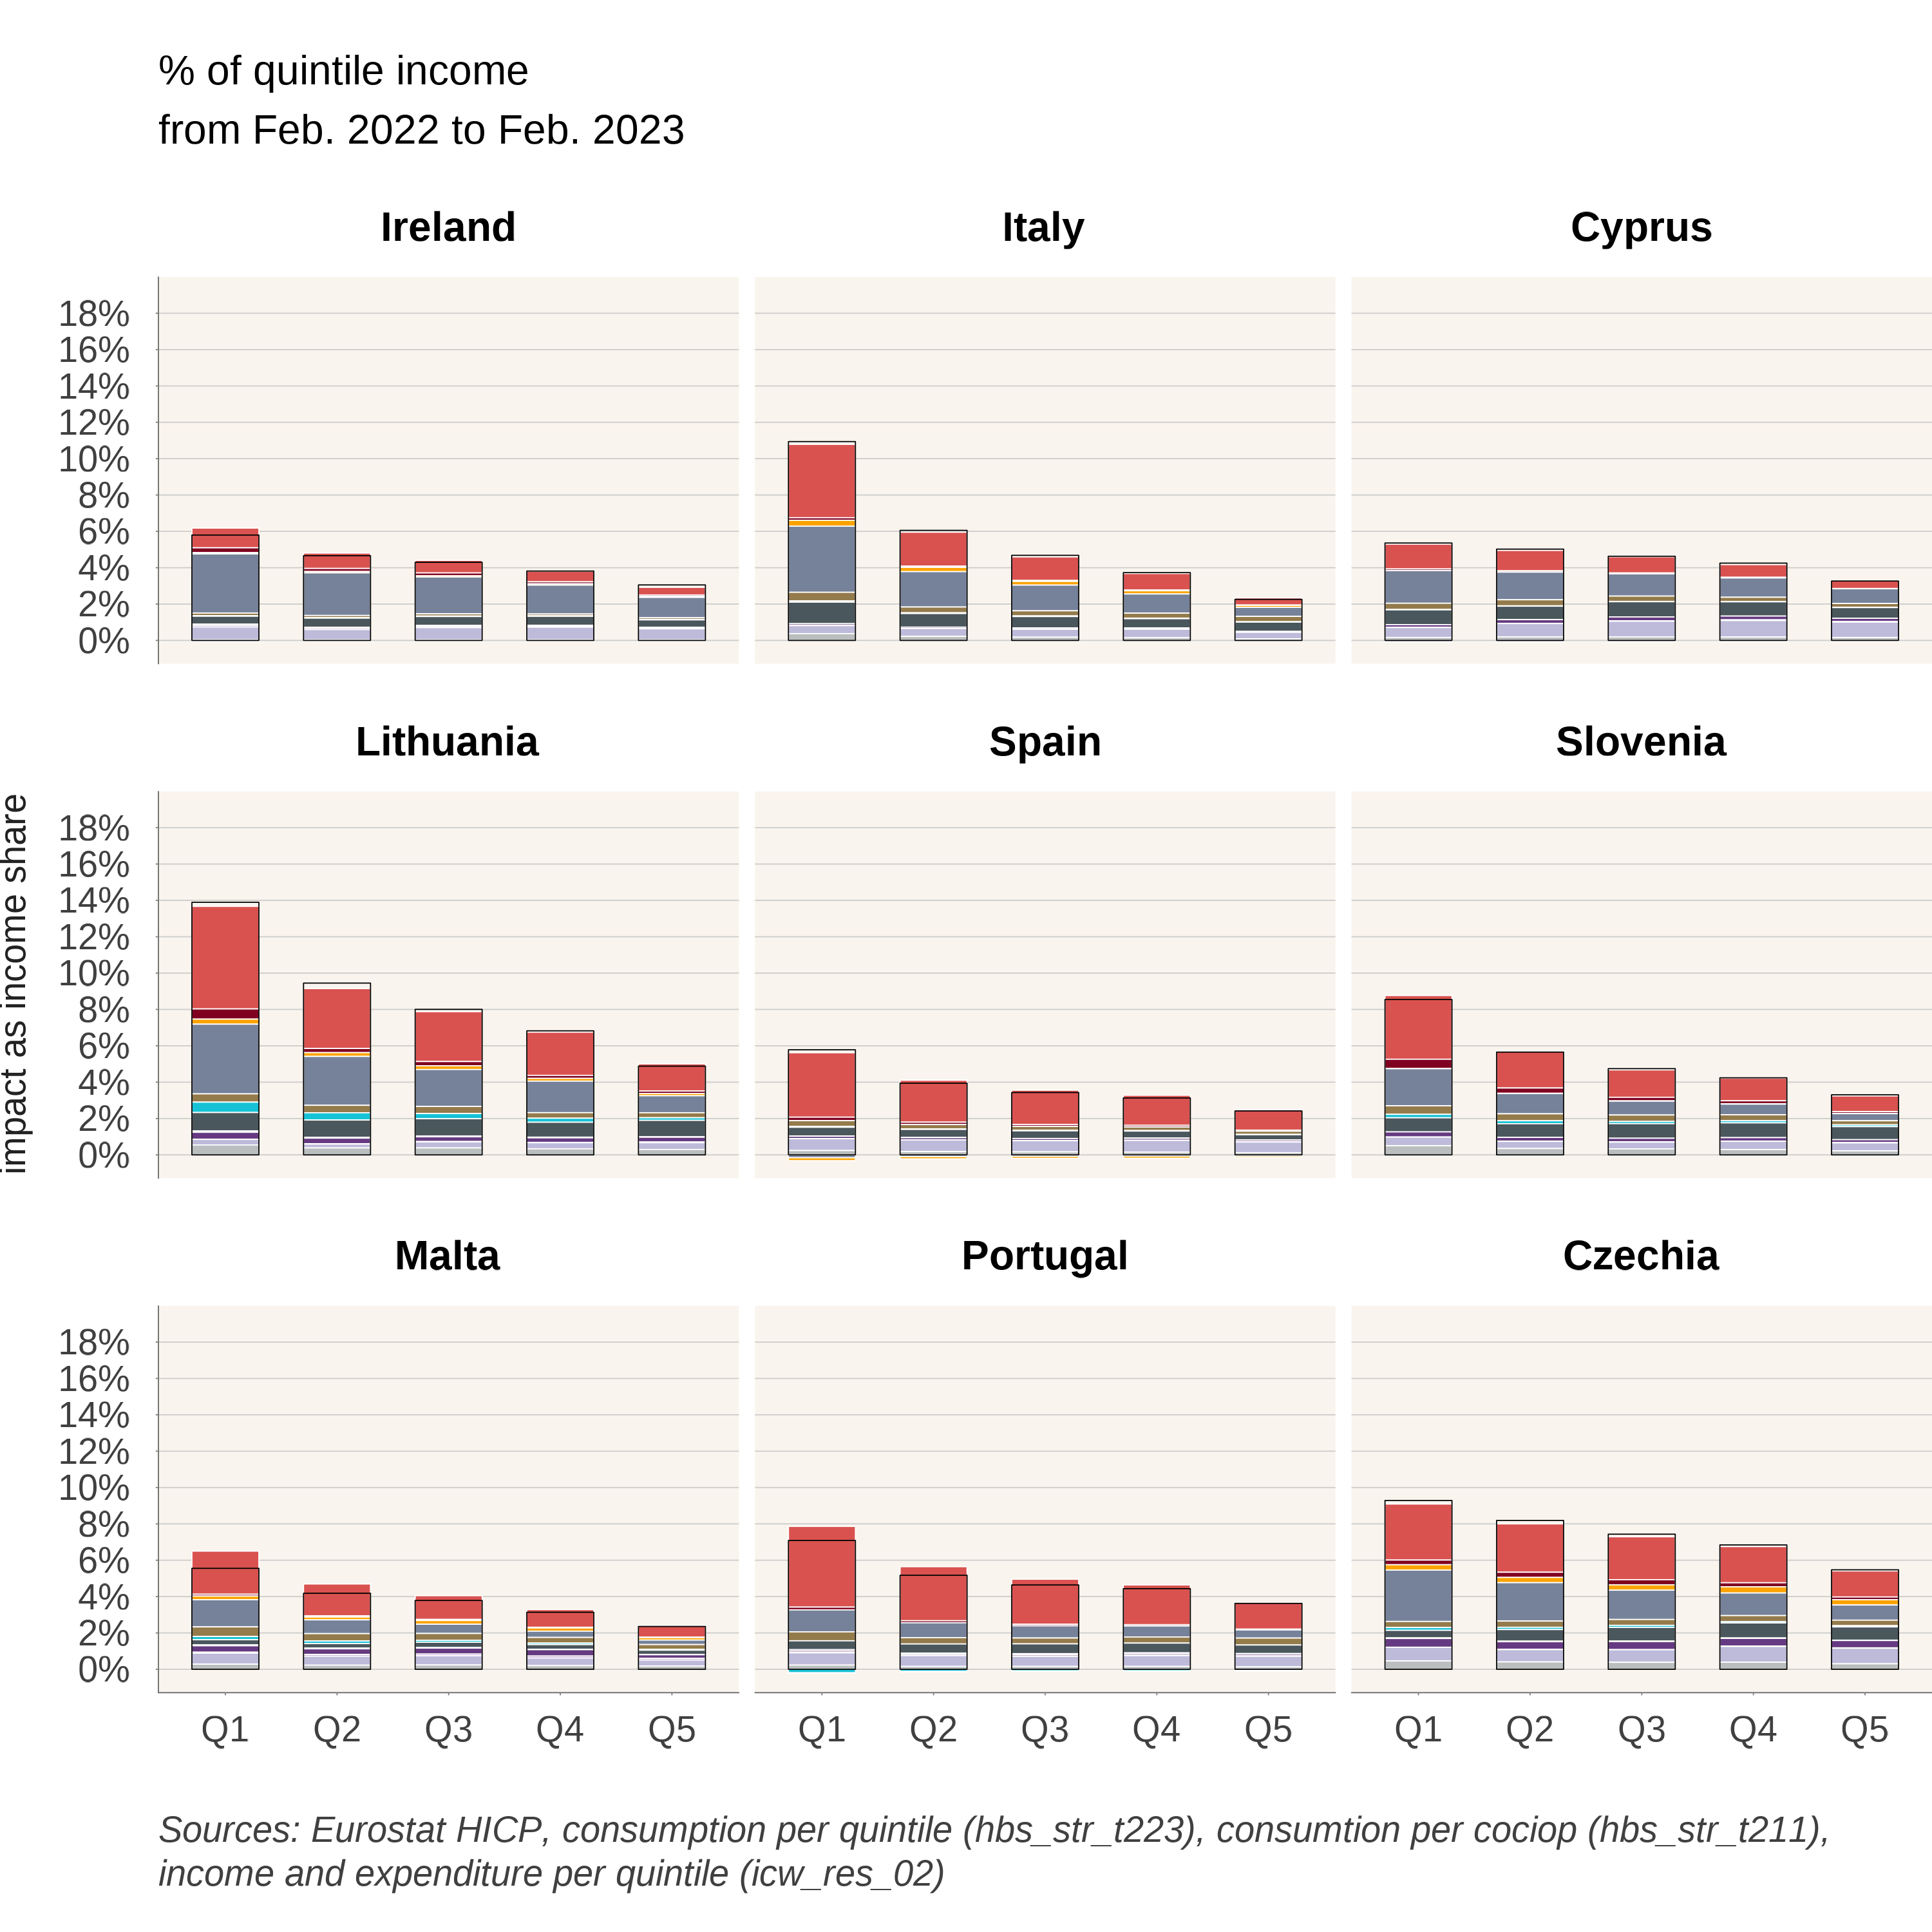 % of quintile income
from Feb. 2022 to Feb. 2023
Ireland
Italy
Cyprus
18%
16%
14%
12%
10%
8%
6%
4%
2%
0%
Lithuania
Spain
Slovenia
impact as income share
18%
16%
14%
12%
10%
8%
6%
4%
2%
0%
Malta
Portugal
Czechia
18%
16%
14%
12%
10%
8%
6%
4%
2%
0%
Q1 Q2 Q3 Q4 Q5
Q1 Q2 Q3 Q4 Q5
Q1 Q2 Q3 Q4 Q5
Sources: Eurostat HICP, consumption per quintile (hbs_str_t223), consumtion per cociop (hbs_str_t211),
income and expenditure per quintile (icw_res_02)